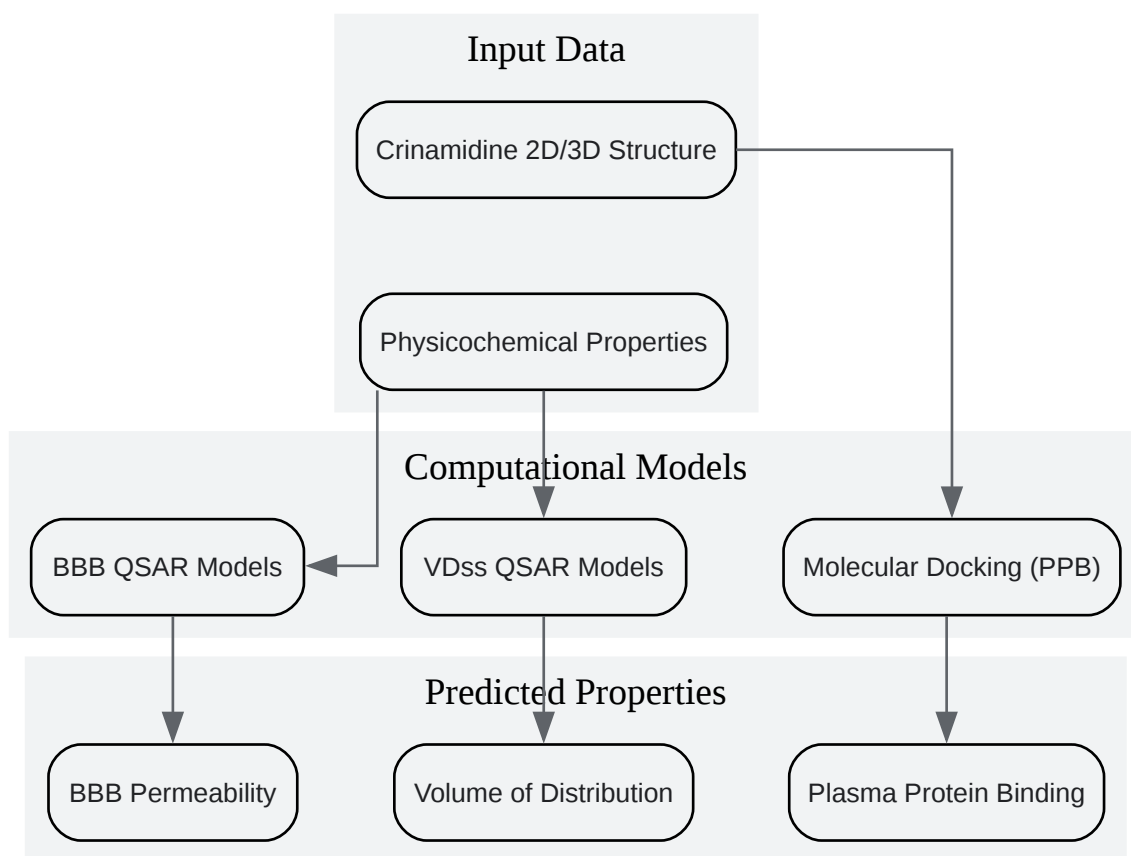 Input Data
Crinamidine 2D/3D Structure
Physicochemical Properties
Computational Models
BBB QSAR Models
VDss QSAR Models
Molecular Docking (PPB)
Predicted Properties
BBB Permeability
Volume of Distribution
Plasma Protein Binding